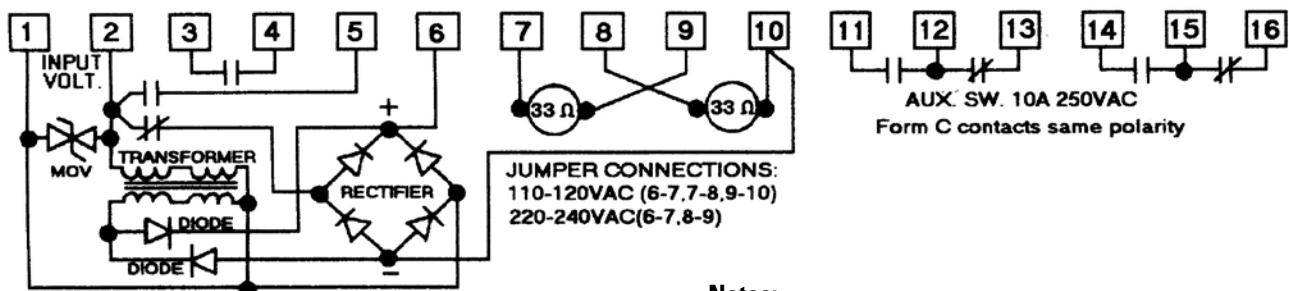 1 2 3 4 5 6 7 8 9 10 11 12 13 14 15 16
INPUT
VOLT.
+
33 Ω 33 Ω
AUX. SW. 10A 250VAC
Form C contacts same polarity
MOV
TRANSFORMER
RECTIFIER
JUMPER CONNECTIONS:
110-120VAC (6-7,7-8,9-10)
220-240VAC(6-7,8-9)
DIODE
DIODE
−
Notes: